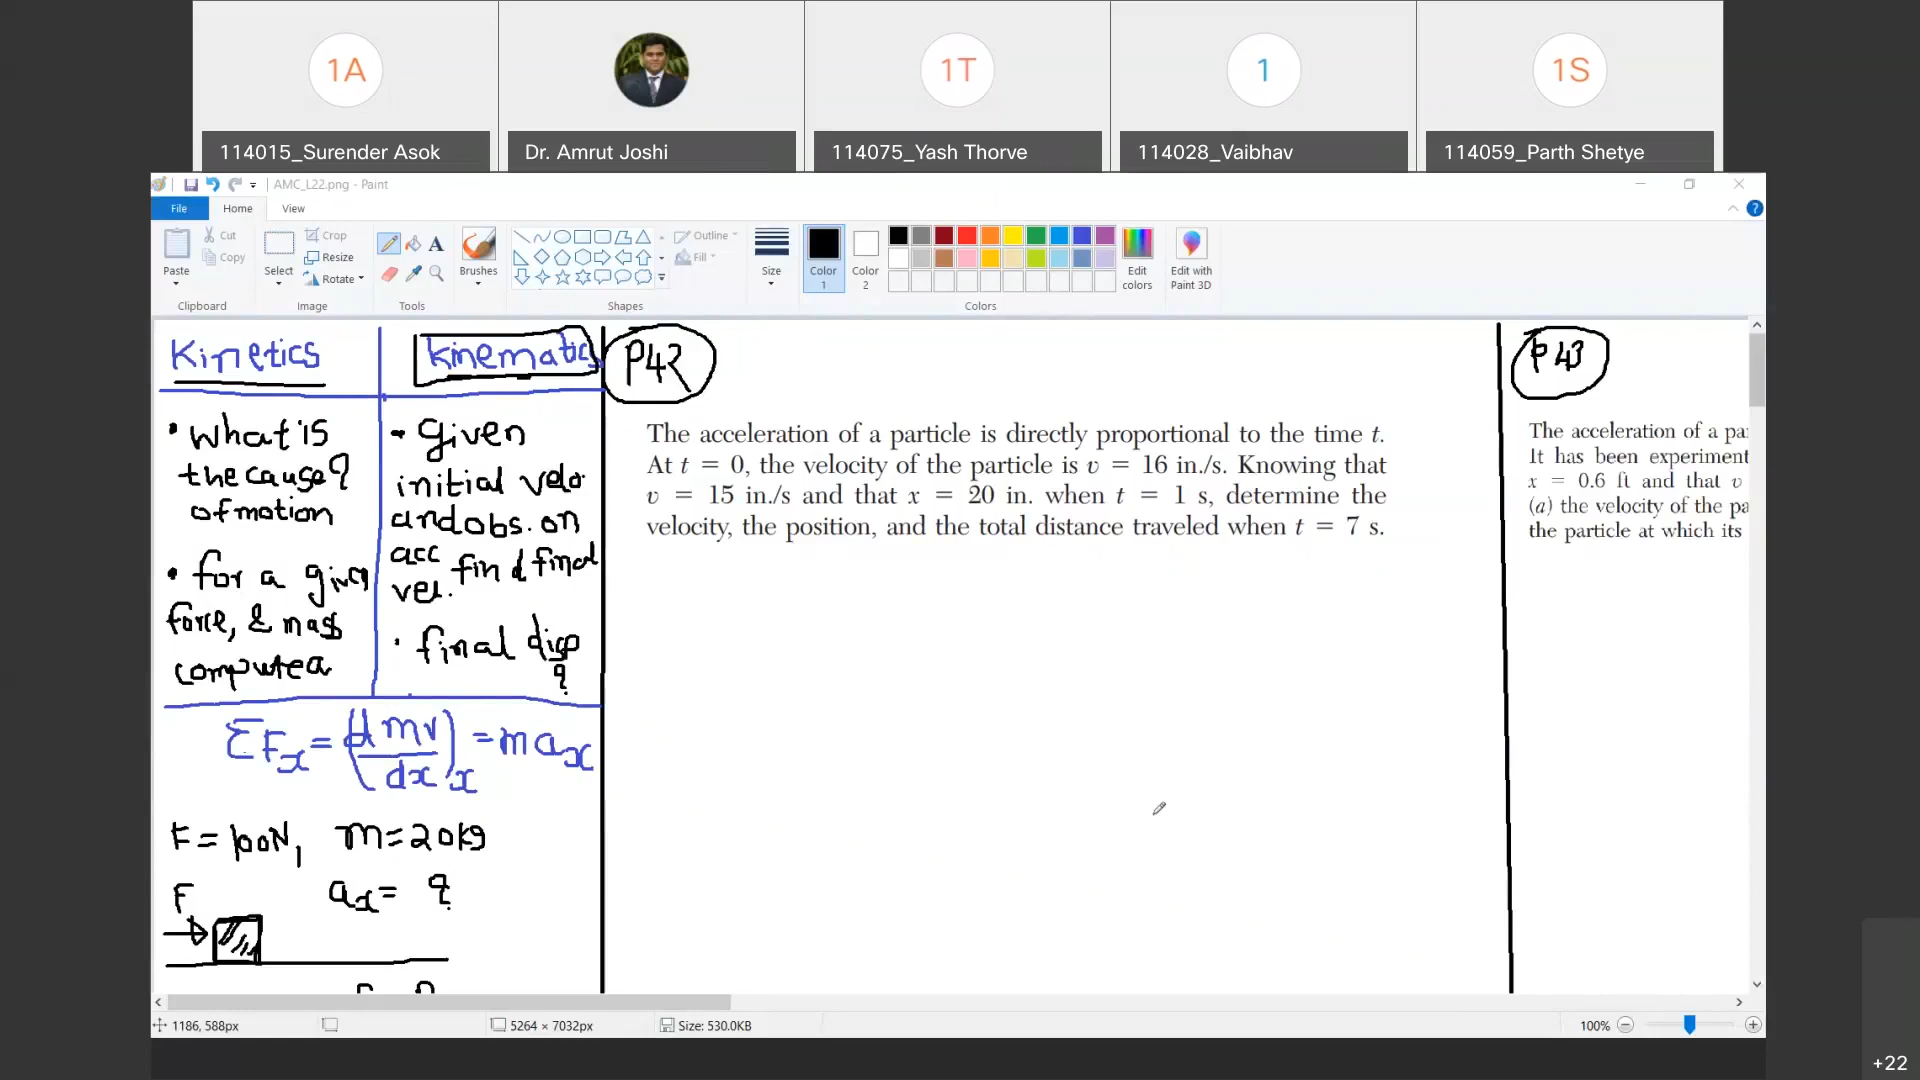 1A
1T
1
1S
114015_Surender Asok
Dr. Amrut Joshi
114075_Yash Thorve
114028_Vaibhav
114059_Parth Shetye
AMC_L22.png - Paint
File
Home
View
Paste
Cut
Copy
Clipboard
Select
Crop
Resize
Rotate
Image
A
Tools
Brushes
Shapes
Outline
Fill
Size
Color 1
Color 2
Colors
Edit colors
Edit with Paint 3D
?
Kinetics
Kinematics
• What is
the cause?
of motion
• for a given
force, & mass
compute a
• Given
initial velo.
and obs. on
acc find final
vel.
• final disp
?
ΣFx = (dmv/dx)x = max
F = 100N, m = 20kg
F
ax = ?
P42
The acceleration of a particle is directly proportional to the time t.
At t = 0, the velocity of the particle is v = 16 in./s. Knowing that
v = 15 in./s and that x = 20 in. when t = 1 s, determine the
velocity, the position, and the total distance traveled when t = 7 s.
P43
The acceleration of a pa
It has been experiment
x = 0.6 ft and that v
(a) the velocity of the pa
the particle at which its
1186, 588px
5264 × 7032px
Size: 530.0KB
100%
+22